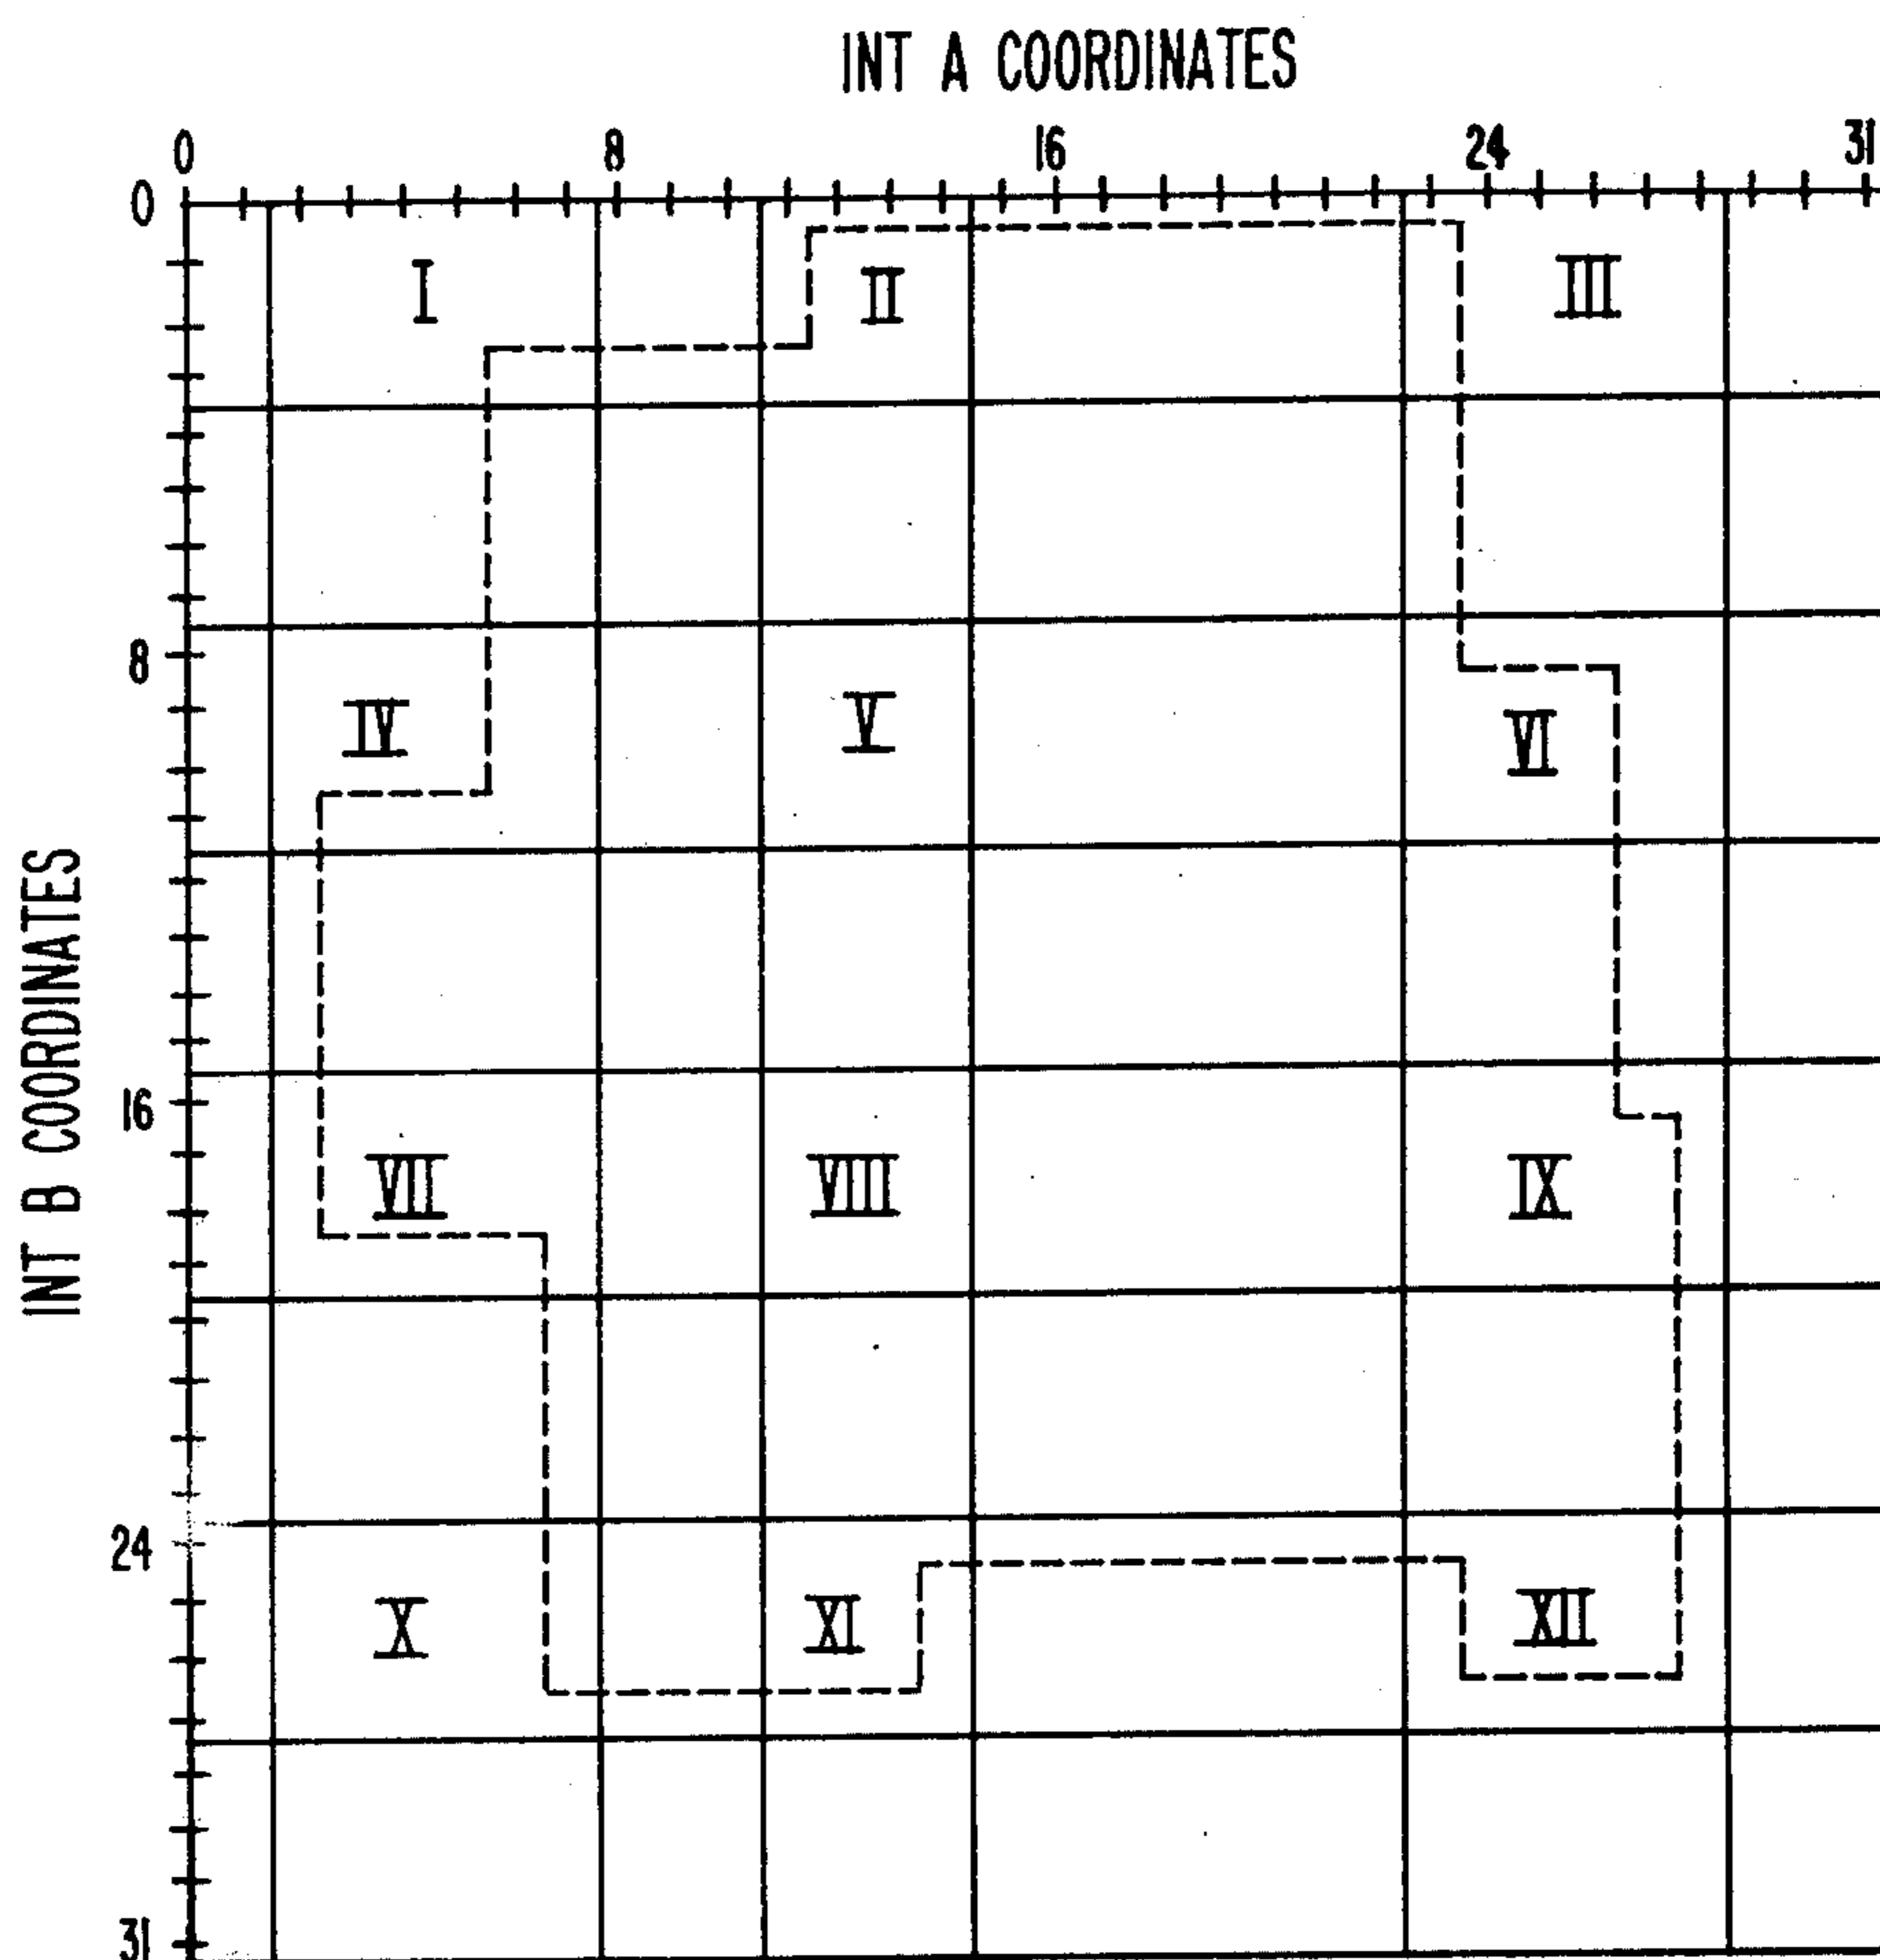 INT A COORDINATES
0 8 16 24 31
0
I II III
8
IV V VI
INT B COORDINATES
16
VII VIII IX
24
X XI XII
31